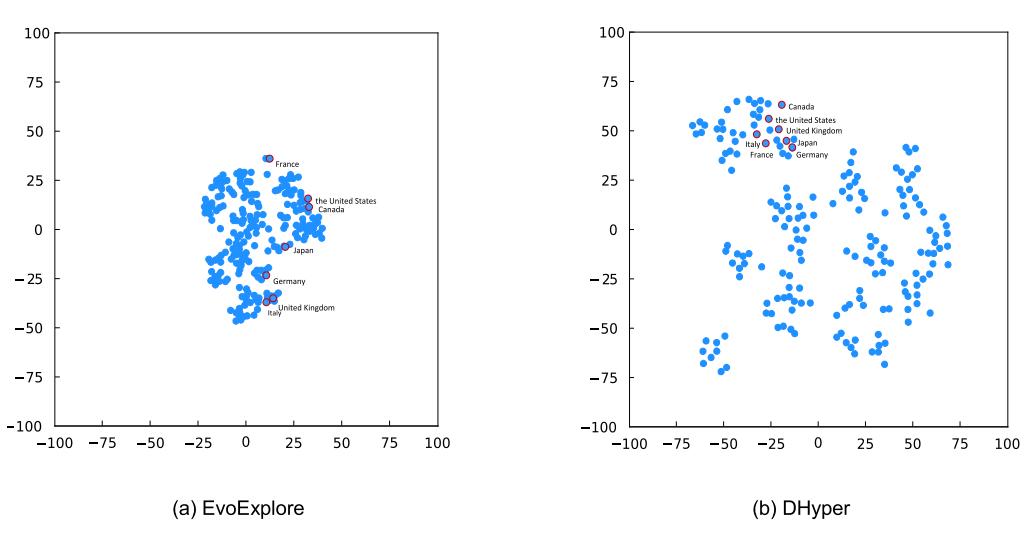 100
75
50
25
0
−25
−50
−75
−100
−100 −75 −50 −25 0 25 50 75 100
France
the United States
Canada
Japan
Germany
United Kingdom
Italy
(a) EvoExplore
100
75
50
25
0
−25
−50
−75
−100
−100 −75 −50 −25 0 25 50 75 100
Canada
the United States
United Kingdom
Italy
Japan
France
Germany
(b) DHyper